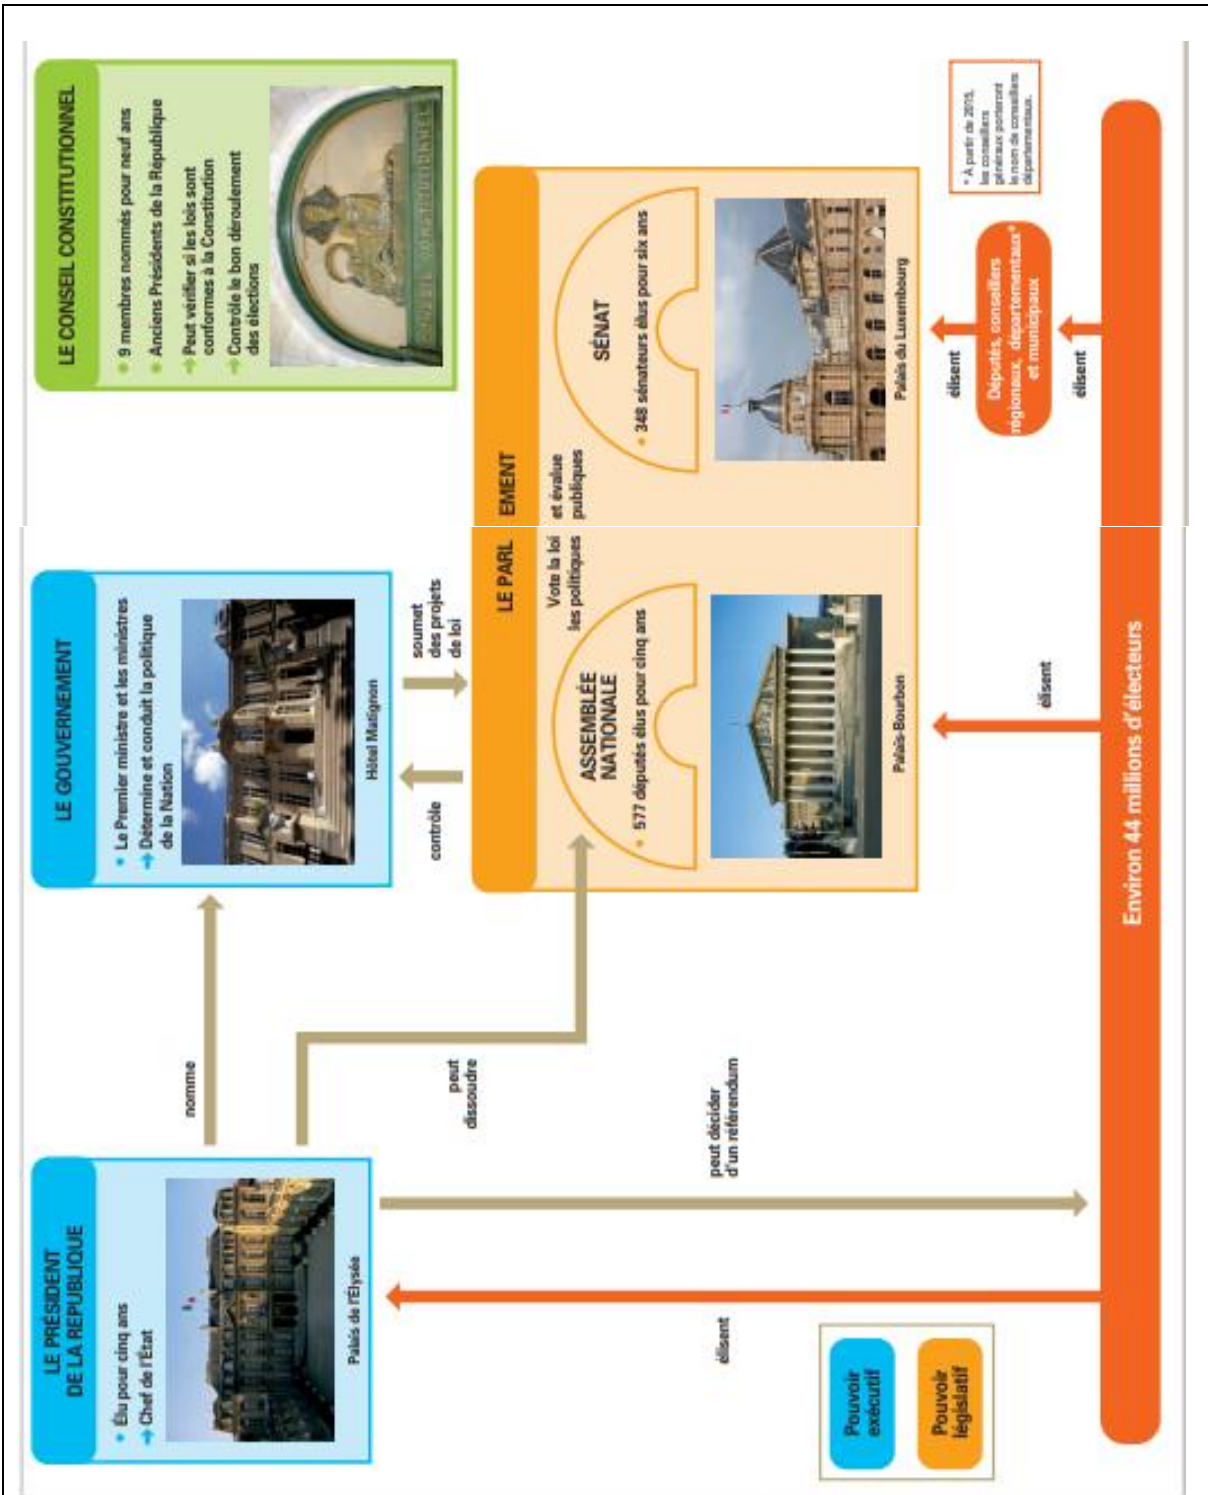 LE PRÉSIDENT
DE LA RÉPUBLIQUE
• Élu pour cinq ans
➔ Chef de l'État
Palais de l'Élysée
nomme
peut
dissoudre
LE GOUVERNEMENT
• Le Premier ministre et les ministres
➔ Détermine et conduit la politique
de la Nation
Hôtel Matignon
contrôle
soumet
des projets
de loi
LE CONSEIL CONSTITUTIONNEL
• 9 membres nommés pour neuf ans
• Anciens Présidents de la République
➔ Peut vérifier si les lois sont
conformes à la Constitution
➔ Contrôle le bon déroulement
des élections
CONSEIL CONSTITUTIONNEL
LE PARL EMENT
Vote la loi et évalue
les politiques publiques
ASSEMBLÉE
NATIONALE
• 577 députés élus pour cinq ans
Palais-Bourbon
SÉNAT
• 348 sénateurs élus pour six ans
Palais du Luxembourg
élisent
peut décider
d'un référendum
élisent
élisent
Députés, conseillers
régionaux, départementaux*
et municipaux
élisent
* À partir de 2015,
les conseillers
généraux porteront
le nom de conseillers
départementaux.
Pouvoir
exécutif
Pouvoir
législatif
Environ 44 millions d'électeurs